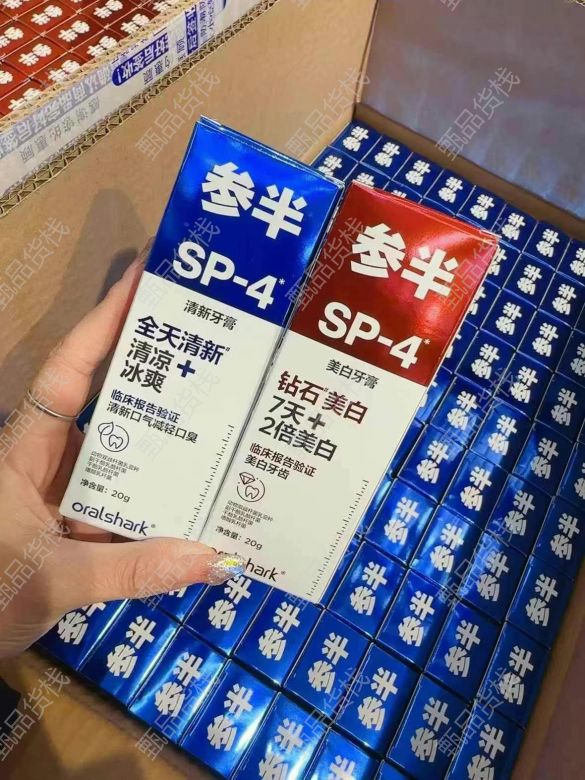 参半
SP-4*
清新牙膏
全天清新"
清凉+
冰爽
临床报告验证
清新口气减轻口臭
净含量: 20g
oralshark®
参半
SP-4*
美白牙膏
钻石"美白
7天+
2倍美白
临床报告验证
美白牙齿
净含量: 20g
甄品货栈